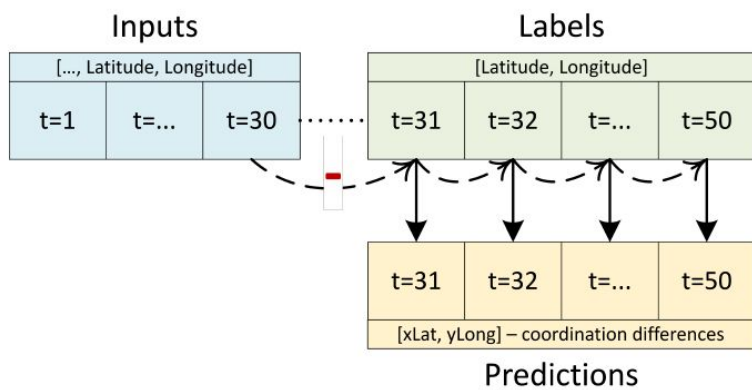 Inputs
Labels
[..., Latitude, Longitude]
[Latitude, Longitude]
t=1 t=... t=30 t=31 t=32 t=... t=50
t=31 t=32 t=... t=50
[xLat, yLong] – coordination differences
Predictions